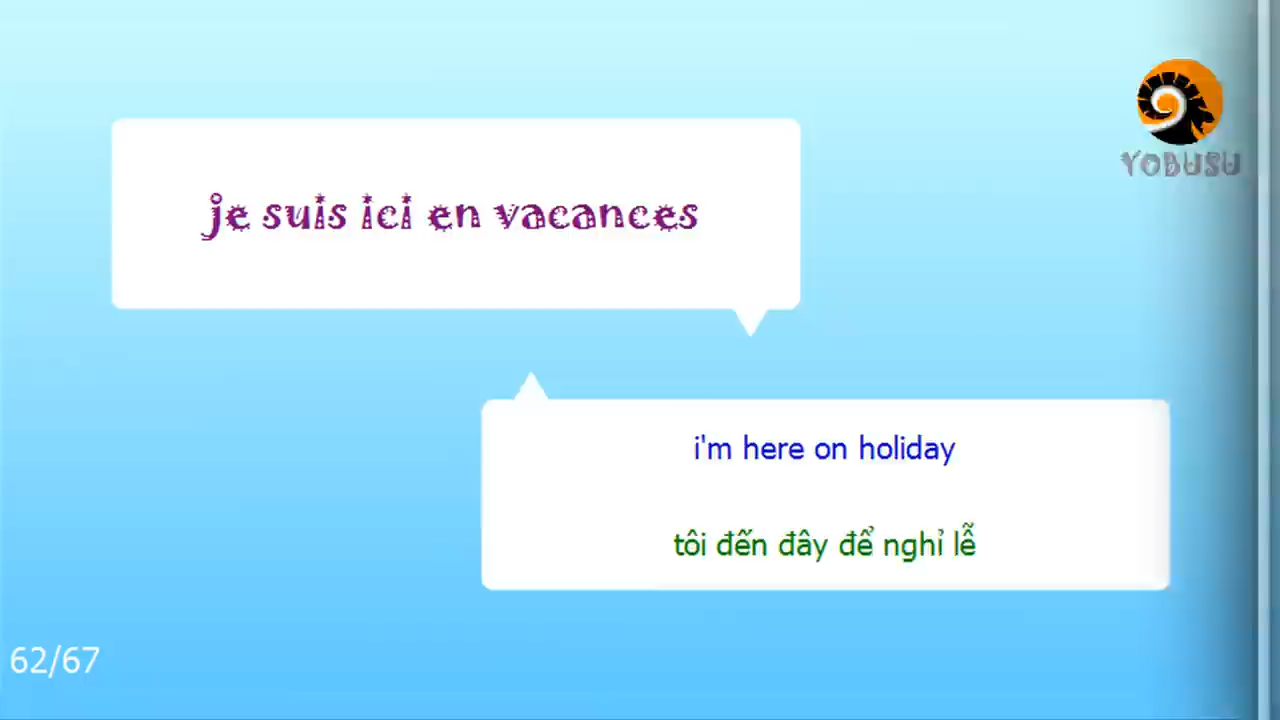 YOBUSU
je suis ici en vacances
i'm here on holiday
tôi đến đây để nghỉ lễ
62/67